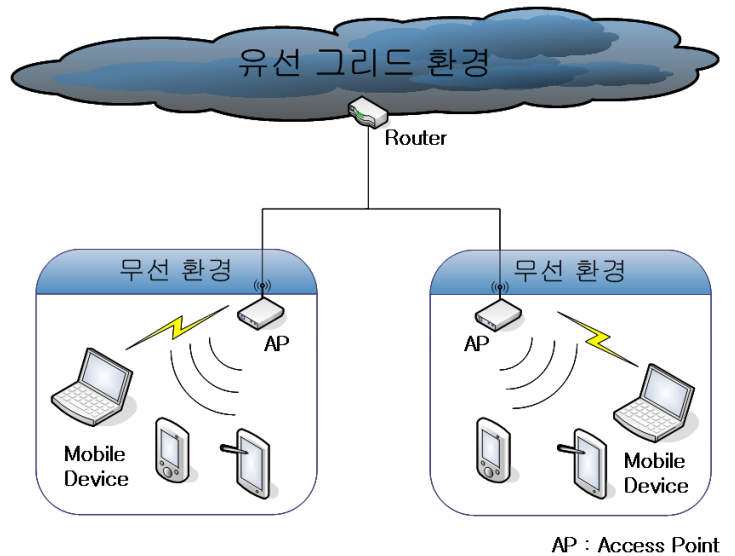 유선 그리드 환경
Router
무선 환경
AP
Mobile
Device
무선 환경
AP
Mobile
Device
AP : Access Point